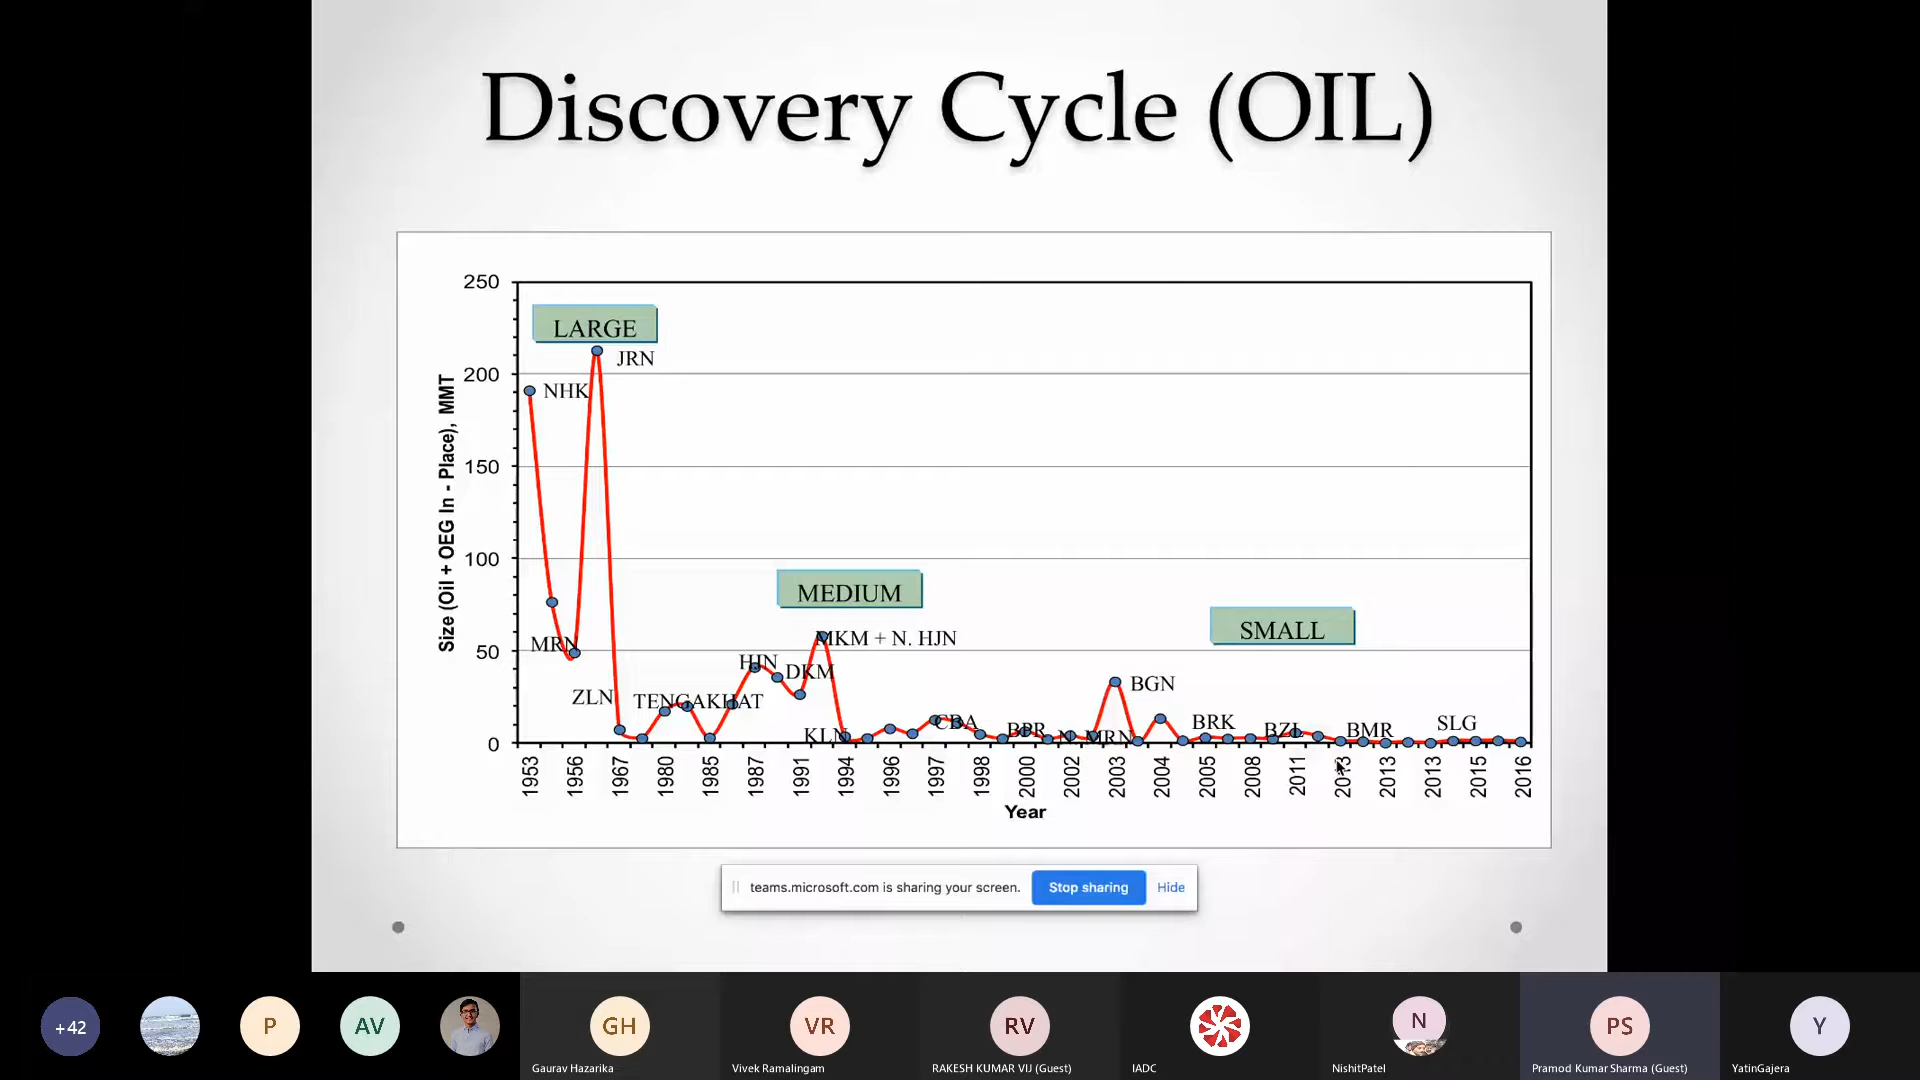 Discovery Cycle (OIL)
250
LARGE
JRN
200
NHK
Size (Oil + OEG In - Place), MMT
150
100
MEDIUM
SMALL
MRN
MKM + N. HJN
50
HJN
DKM
BGN
ZLN
TENGAKHAT
KLN
CBA
BPR
N. MRN
BRK
BZL
BMR
SLG
0
1953 1956 1967 1980 1985 1987 1991 1994 1996 1997 1998 2000 2002 2003 2004 2005 2008 2011 2013 2013 2013 2015 2016
Year
teams.microsoft.com is sharing your screen. Stop sharing Hide
+42 P AV GH VR RV N PS Y
Gaurav Hazarika Vivek Ramalingam RAKESH KUMAR VIJ (Guest) IADC NishitPatel Pramod Kumar Sharma (Guest) YatinGajera